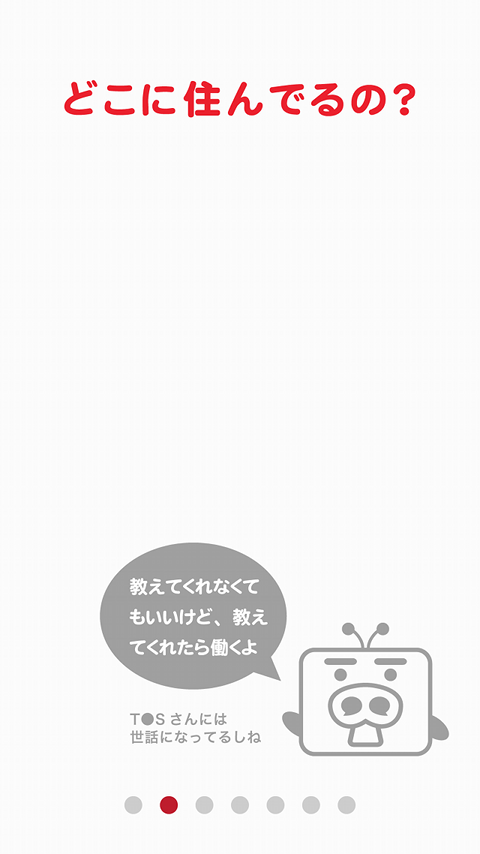 どこに住んでるの？
教えてくれなくて
もいいけど、教え
てくれたら働くよ
T●Sさんには
世話になってるしね